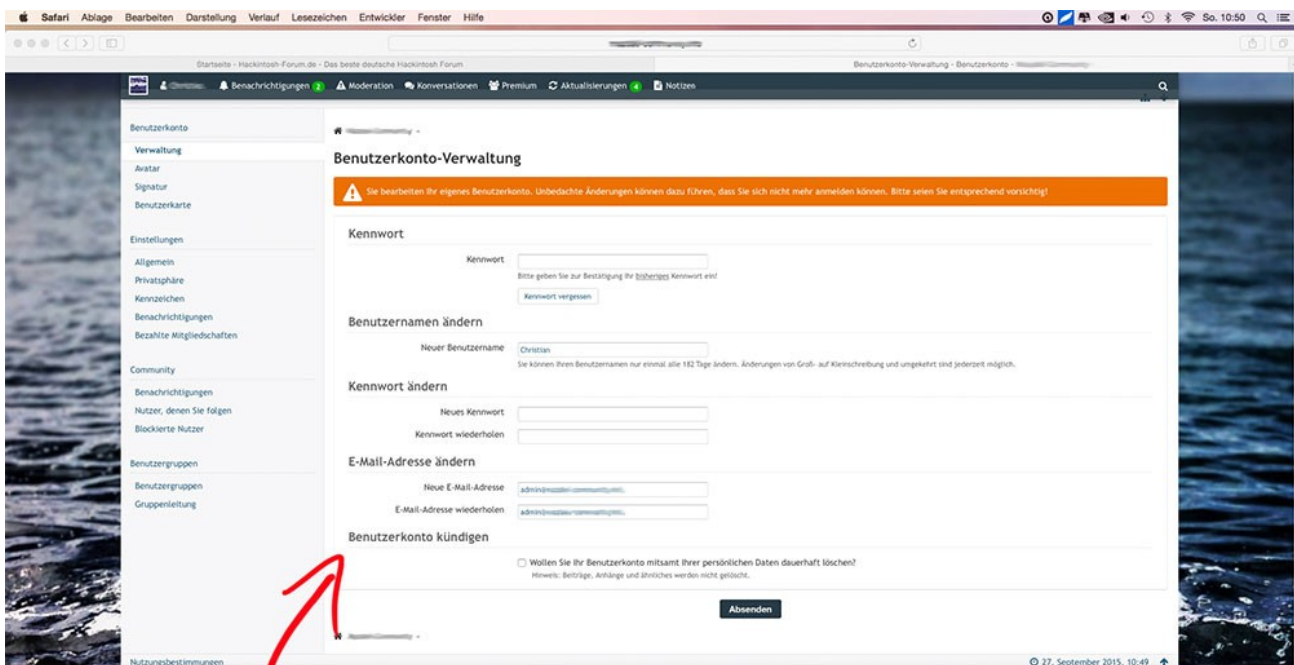 Safari Ablage Bearbeiten Darstellung Verlauf Lesezeichen Entwickler Fenster Hilfe So. 10:50
Startseite - Hackintosh-Forum.de - Das beste deutsche Hackintosh Forum Benutzerkonto-Verwaltung - Benutzerkonto -
Benachrichtigungen 2 Moderation Konversationen Premium Aktualisierungen 4 Notizen
Benutzerkonto
Verwaltung
Avatar
Signatur
Benutzerkarte
Einstellungen
Allgemein
Privatsphäre
Kennzeichen
Benachrichtigungen
Bezahlte Mitgliedschaften
Community
Benachrichtigungen
Nutzer, denen Sie folgen
Blockierte Nutzer
Benutzergruppen
Benutzergruppen
Gruppenleitung
Benutzerkonto-Verwaltung
Sie bearbeiten Ihr eigenes Benutzerkonto. Unbedachte Änderungen können dazu führen, dass Sie sich nicht mehr anmelden können. Bitte seien Sie entsprechend vorsichtig!
Kennwort
Kennwort
Bitte geben Sie zur Bestätigung Ihr bisheriges Kennwort ein!
Kennwort vergessen
Benutzernamen ändern
Neuer Benutzername Christian
Sie können Ihren Benutzernamen nur einmal alle 182 Tage ändern. Änderungen von Groß- auf Kleinschreibung und umgekehrt sind jederzeit möglich.
Kennwort ändern
Neues Kennwort
Kennwort wiederholen
E-Mail-Adresse ändern
Neue E-Mail-Adresse
E-Mail-Adresse wiederholen
Benutzerkonto kündigen
Wollen Sie Ihr Benutzerkonto mitsamt Ihrer persönlichen Daten dauerhaft löschen?
Hinweis: Beiträge, Anhänge und ähnliches werden nicht gelöscht.
Absenden
Nutzungsbestimmungen 27. September 2015, 10:49